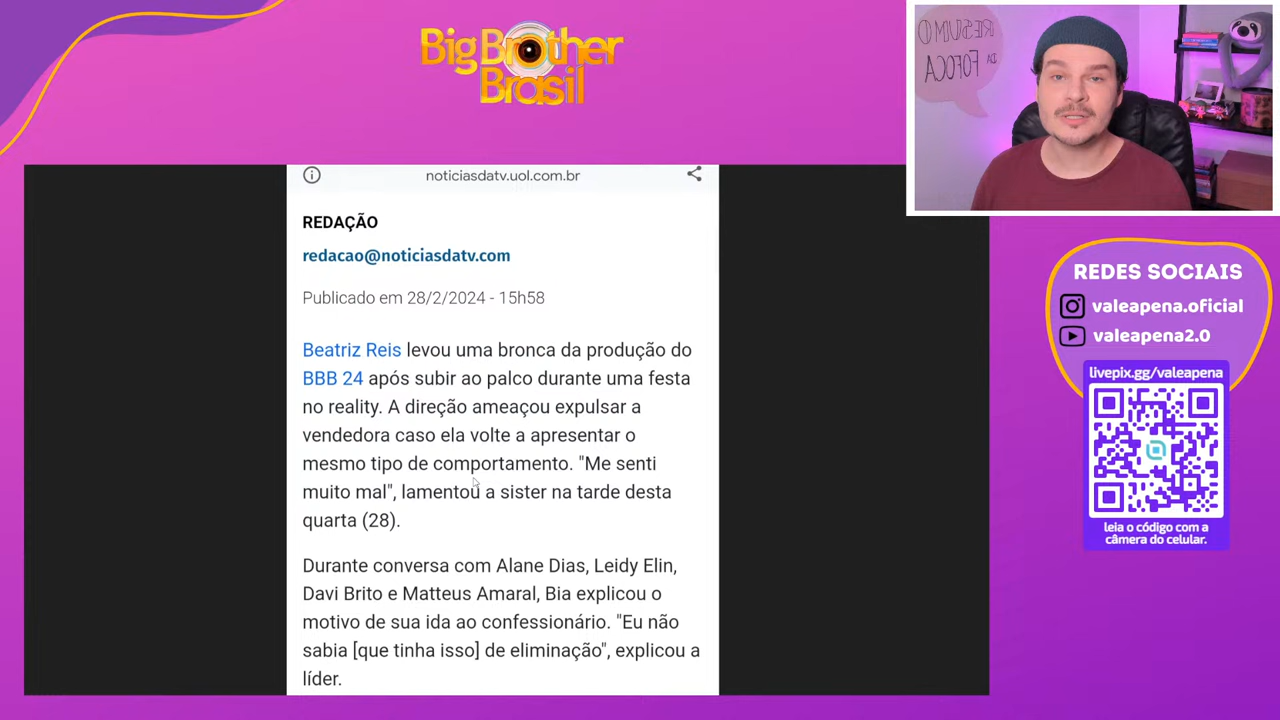 Big Brother
Brasil
RESUMO
DA FOFOCA
noticiasdatv.uol.com.br
REDAÇÃO
redacao@noticiasdatv.com
Publicado em 28/2/2024 - 15h58
Beatriz Reis levou uma bronca da produção do
BBB 24 após subir ao palco durante uma festa
no reality. A direção ameaçou expulsar a
vendedora caso ela volte a apresentar o
mesmo tipo de comportamento. "Me senti
muito mal", lamentou a sister na tarde desta
quarta (28).
Durante conversa com Alane Dias, Leidy Elin,
Davi Brito e Matteus Amaral, Bia explicou o
motivo de sua ida ao confessionário. "Eu não
sabia [que tinha isso] de eliminação", explicou a
líder.
REDES SOCIAIS
valeapena.oficial
valeapena2.0
livepix.gg/valeapena
leia o código com a
câmera do celular.